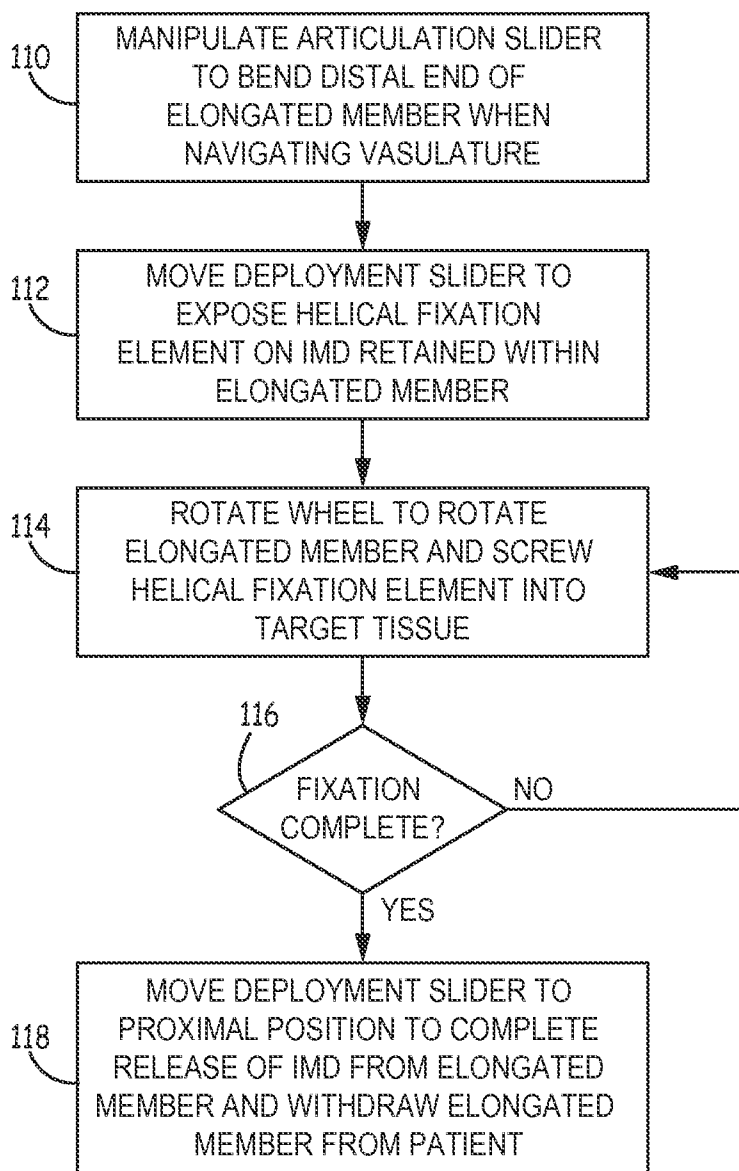 110
MANIPULATE ARTICULATION SLIDER
TO BEND DISTAL END OF
ELONGATED MEMBER WHEN
NAVIGATING VASULATURE
112
MOVE DEPLOYMENT SLIDER TO
EXPOSE HELICAL FIXATION
ELEMENT ON IMD RETAINED WITHIN
ELONGATED MEMBER
114
ROTATE WHEEL TO ROTATE
ELONGATED MEMBER AND SCREW
HELICAL FIXATION ELEMENT INTO
TARGET TISSUE
116
FIXATION
COMPLETE?
NO
YES
118
MOVE DEPLOYMENT SLIDER TO
PROXIMAL POSITION TO COMPLETE
RELEASE OF IMD FROM ELONGATED
MEMBER AND WITHDRAW ELONGATED
MEMBER FROM PATIENT